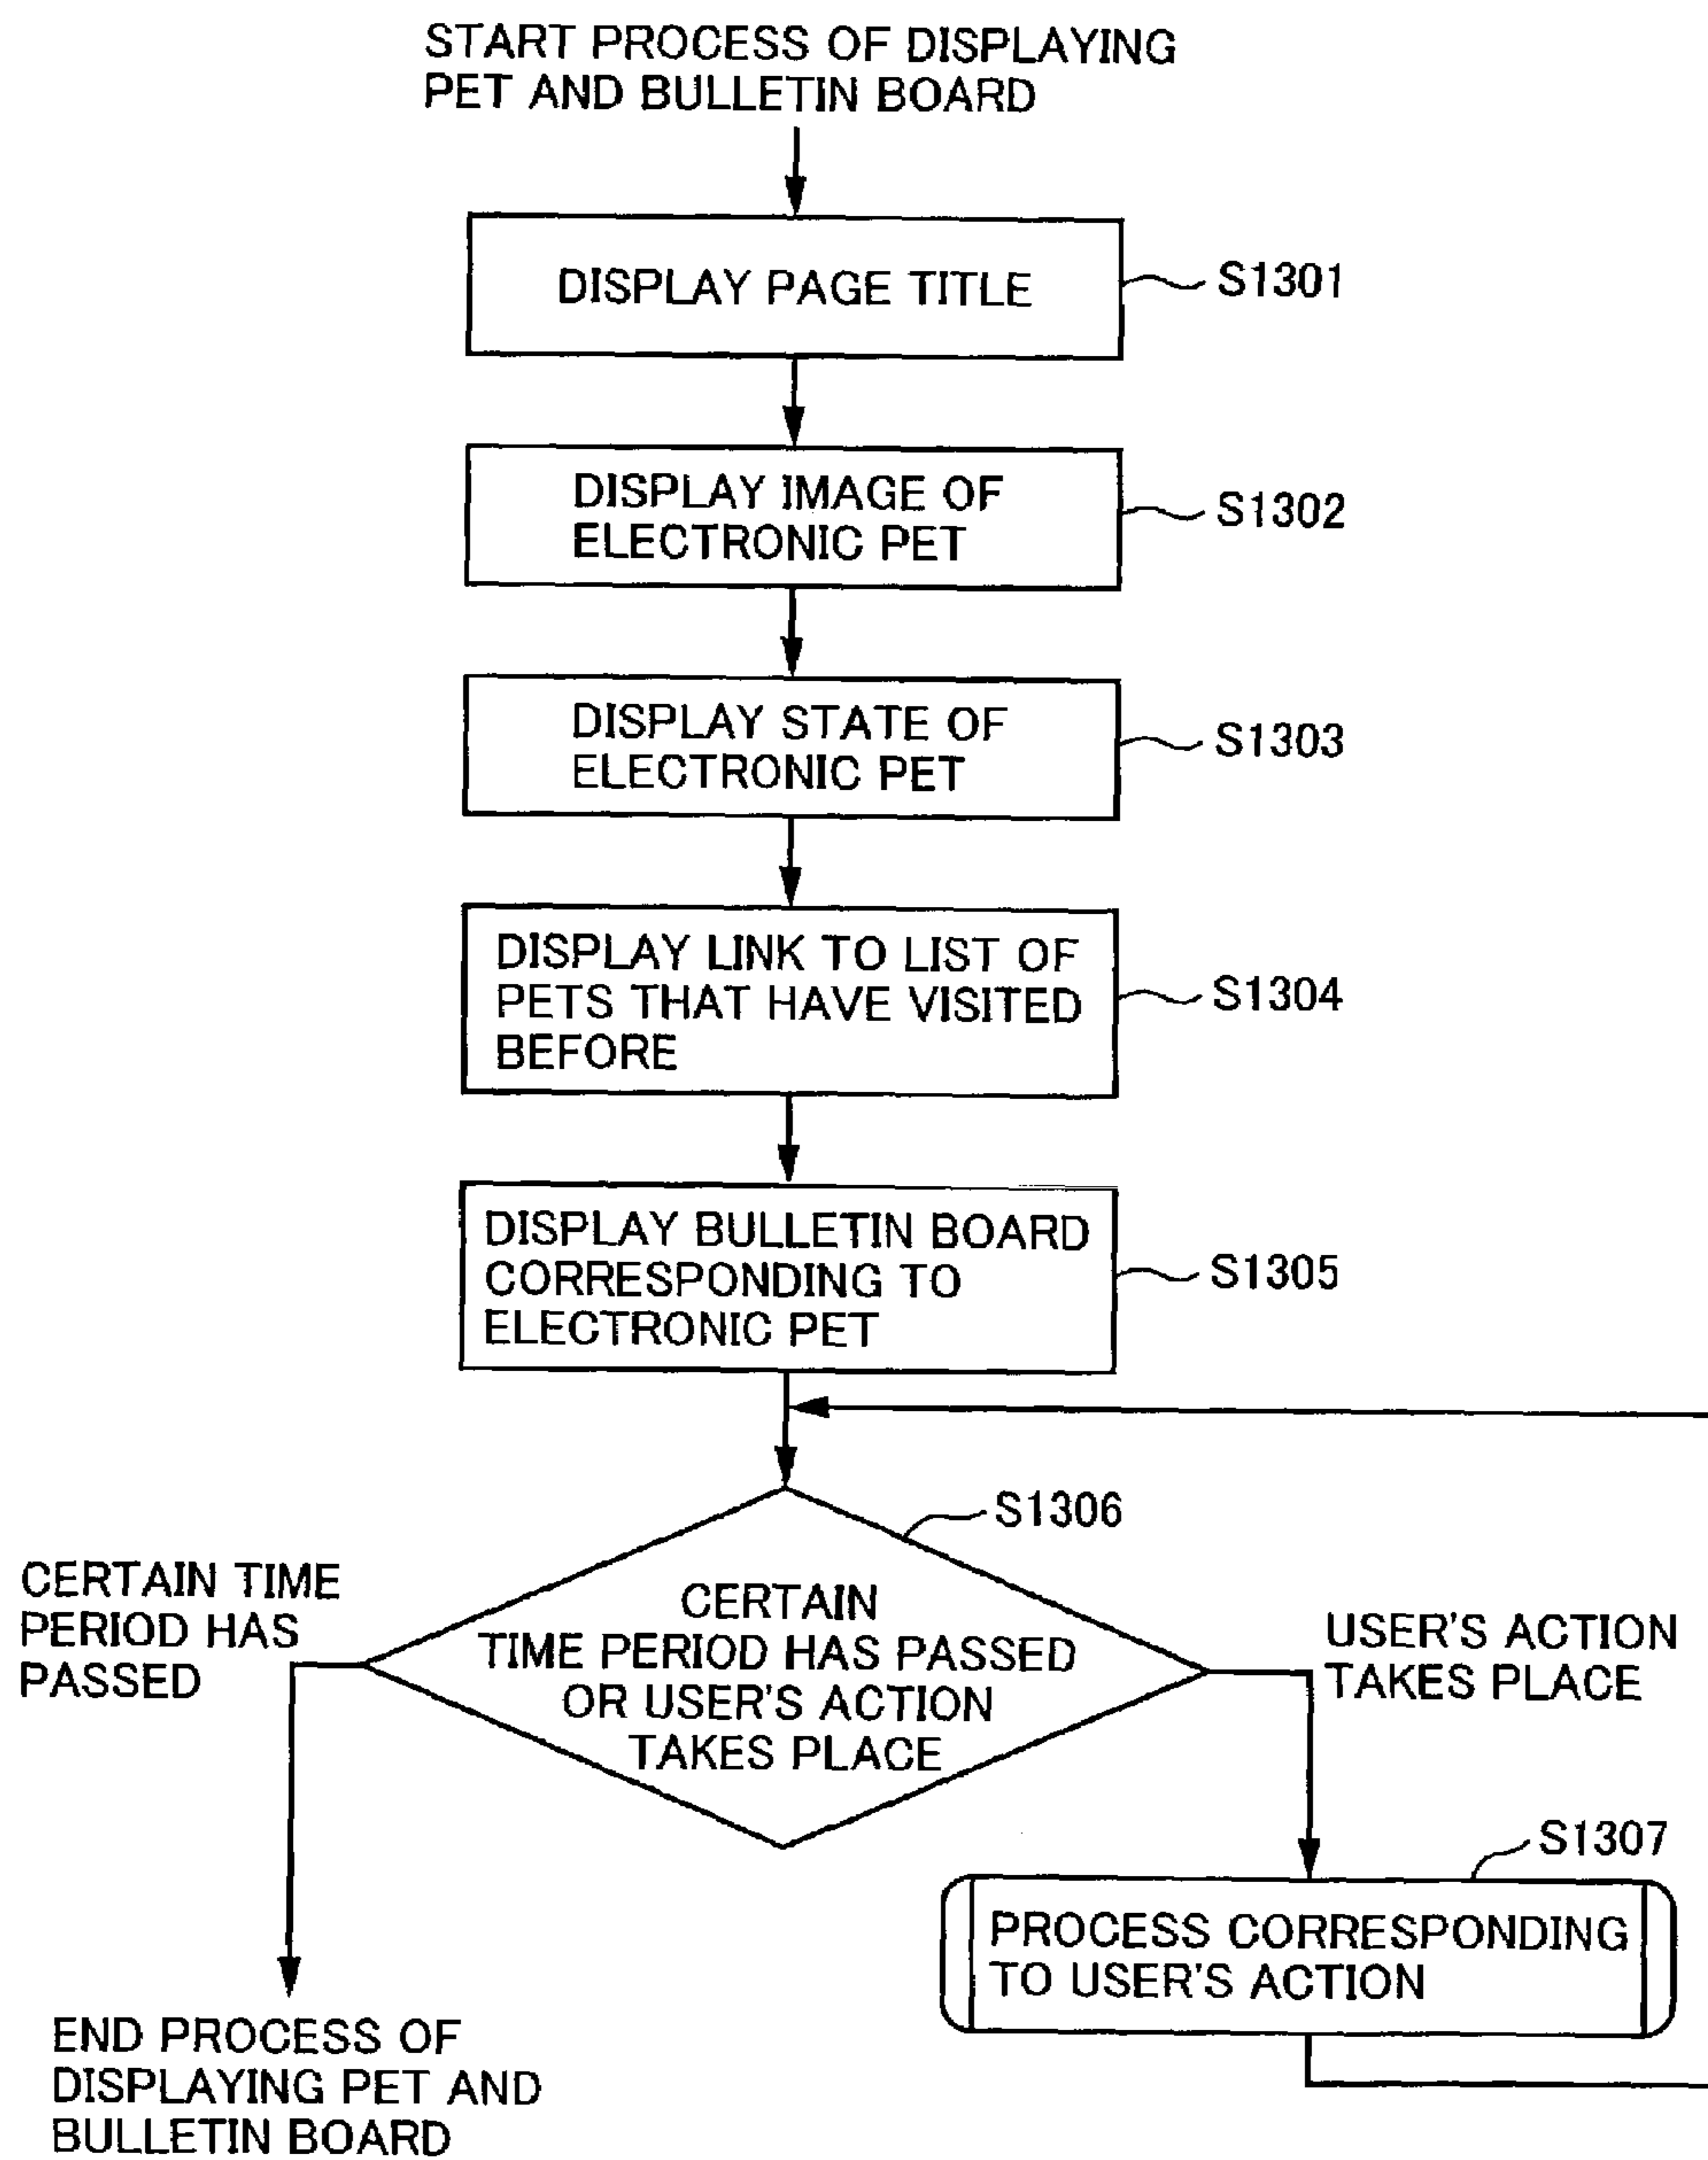 START PROCESS OF DISPLAYING
PET AND BULLETIN BOARD
DISPLAY PAGE TITLE
S1301
DISPLAY IMAGE OF
ELECTRONIC PET
S1302
DISPLAY STATE OF
ELECTRONIC PET
S1303
DISPLAY LINK TO LIST OF
PETS THAT HAVE VISITED
BEFORE
S1304
DISPLAY BULLETIN BOARD
CORRESPONDING TO
ELECTRONIC PET
S1305
S1306
CERTAIN TIME
PERIOD HAS
PASSED
CERTAIN
TIME PERIOD HAS PASSED
OR USER'S ACTION
TAKES PLACE
USER'S ACTION
TAKES PLACE
S1307
PROCESS CORRESPONDING
TO USER'S ACTION
END PROCESS OF
DISPLAYING PET AND
BULLETIN BOARD